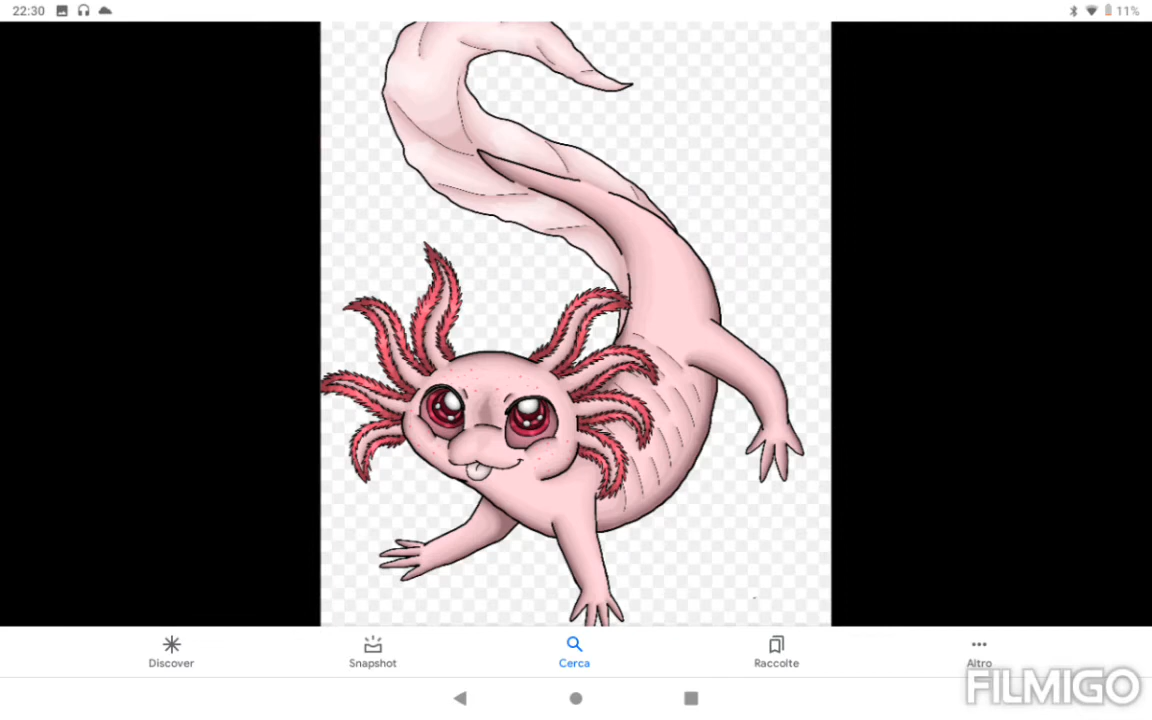 22:30
11%
Discover
Snapshot
Cerca
Raccolte
Altro
FILMIGO